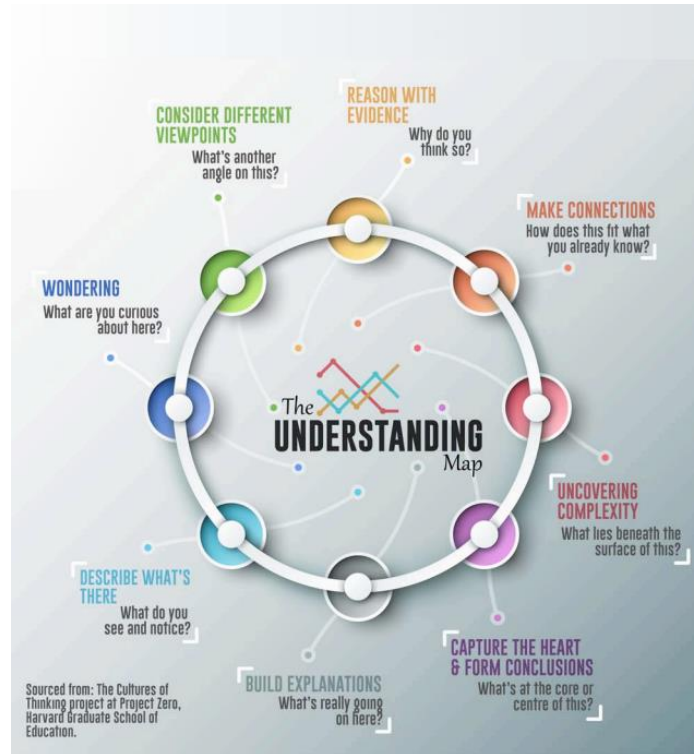 REASON WITH
EVIDENCE
Why do you
think so?
CONSIDER DIFFERENT
VIEWPOINTS
What's another
angle on this?
MAKE CONNECTIONS
How does this fit what
you already know?
WONDERING
What are you curious
about here?
The
UNDERSTANDING
Map
UNCOVERING
COMPLEXITY
What lies beneath the
surface of this?
DESCRIBE WHAT'S
THERE
What do you
see and notice?
CAPTURE THE HEART
& FORM CONCLUSIONS
What's at the core or
centre of this?
BUILD EXPLANATIONS
What's really going
on here?
Sourced from: The Cultures of
Thinking project at Project Zero,
Harvard Graduate School of
Education.